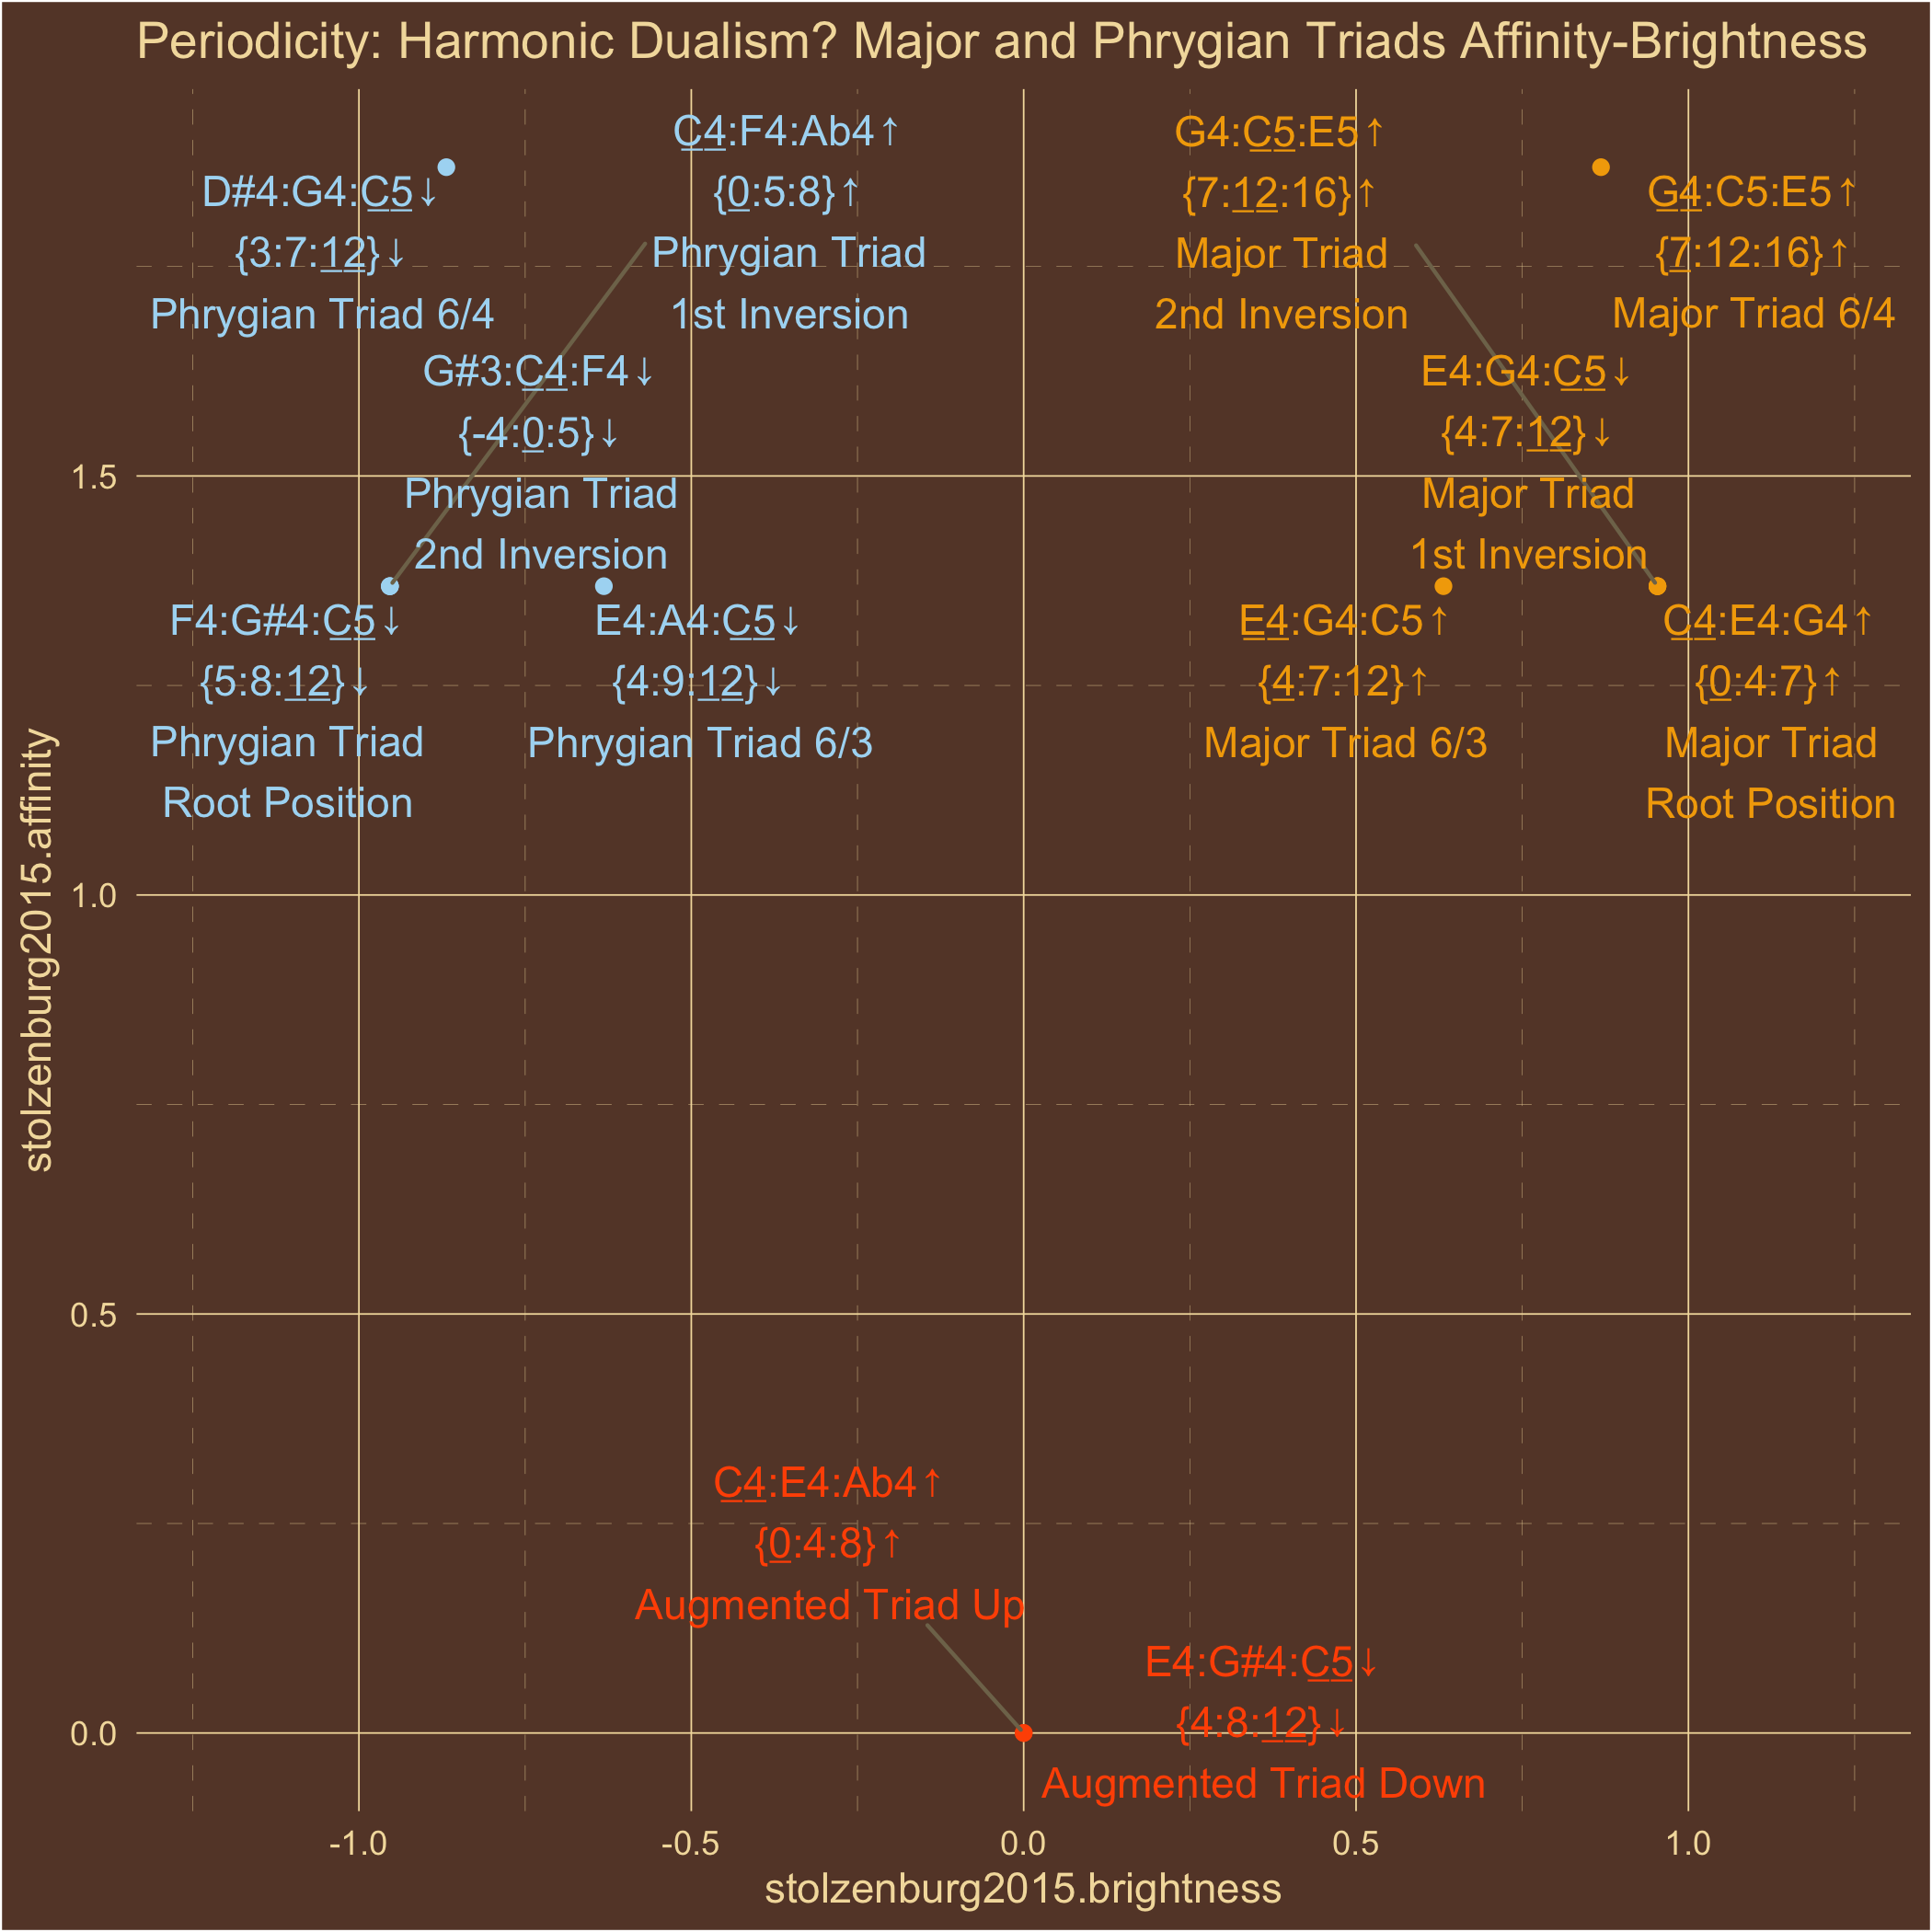 Periodicity: Harmonic Dualism? Major and Phrygian Triads Affinity-Brightness
D#4:G4:C5↓
{3:7:12}↓
Phrygian Triad 6/4
C4:F4:Ab4↑
{0:5:8}↑
Phrygian Triad
1st Inversion
G4:C5:E5↑
{7:12:16}↑
Major Triad
2nd Inversion
G4:C5:E5↑
{7:12:16}↑
Major Triad 6/4
G#3:C4:F4↓
{-4:0:5}↓
Phrygian Triad
2nd Inversion
E4:G4:C5↓
{4:7:12}↓
Major Triad
1st Inversion
F4:G#4:C5↓
{5:8:12}↓
Phrygian Triad
Root Position
E4:A4:C5↓
{4:9:12}↓
Phrygian Triad 6/3
E4:G4:C5↑
{4:7:12}↑
Major Triad 6/3
C4:E4:G4↑
{0:4:7}↑
Major Triad
Root Position
C4:E4:Ab4↑
{0:4:8}↑
Augmented Triad Up
E4:G#4:C5↓
{4:8:12}↓
Augmented Triad Down
stolzenburg2015.affinity
1.5
1.0
0.5
0.0
-1.0
-0.5
0.0
0.5
1.0
stolzenburg2015.brightness